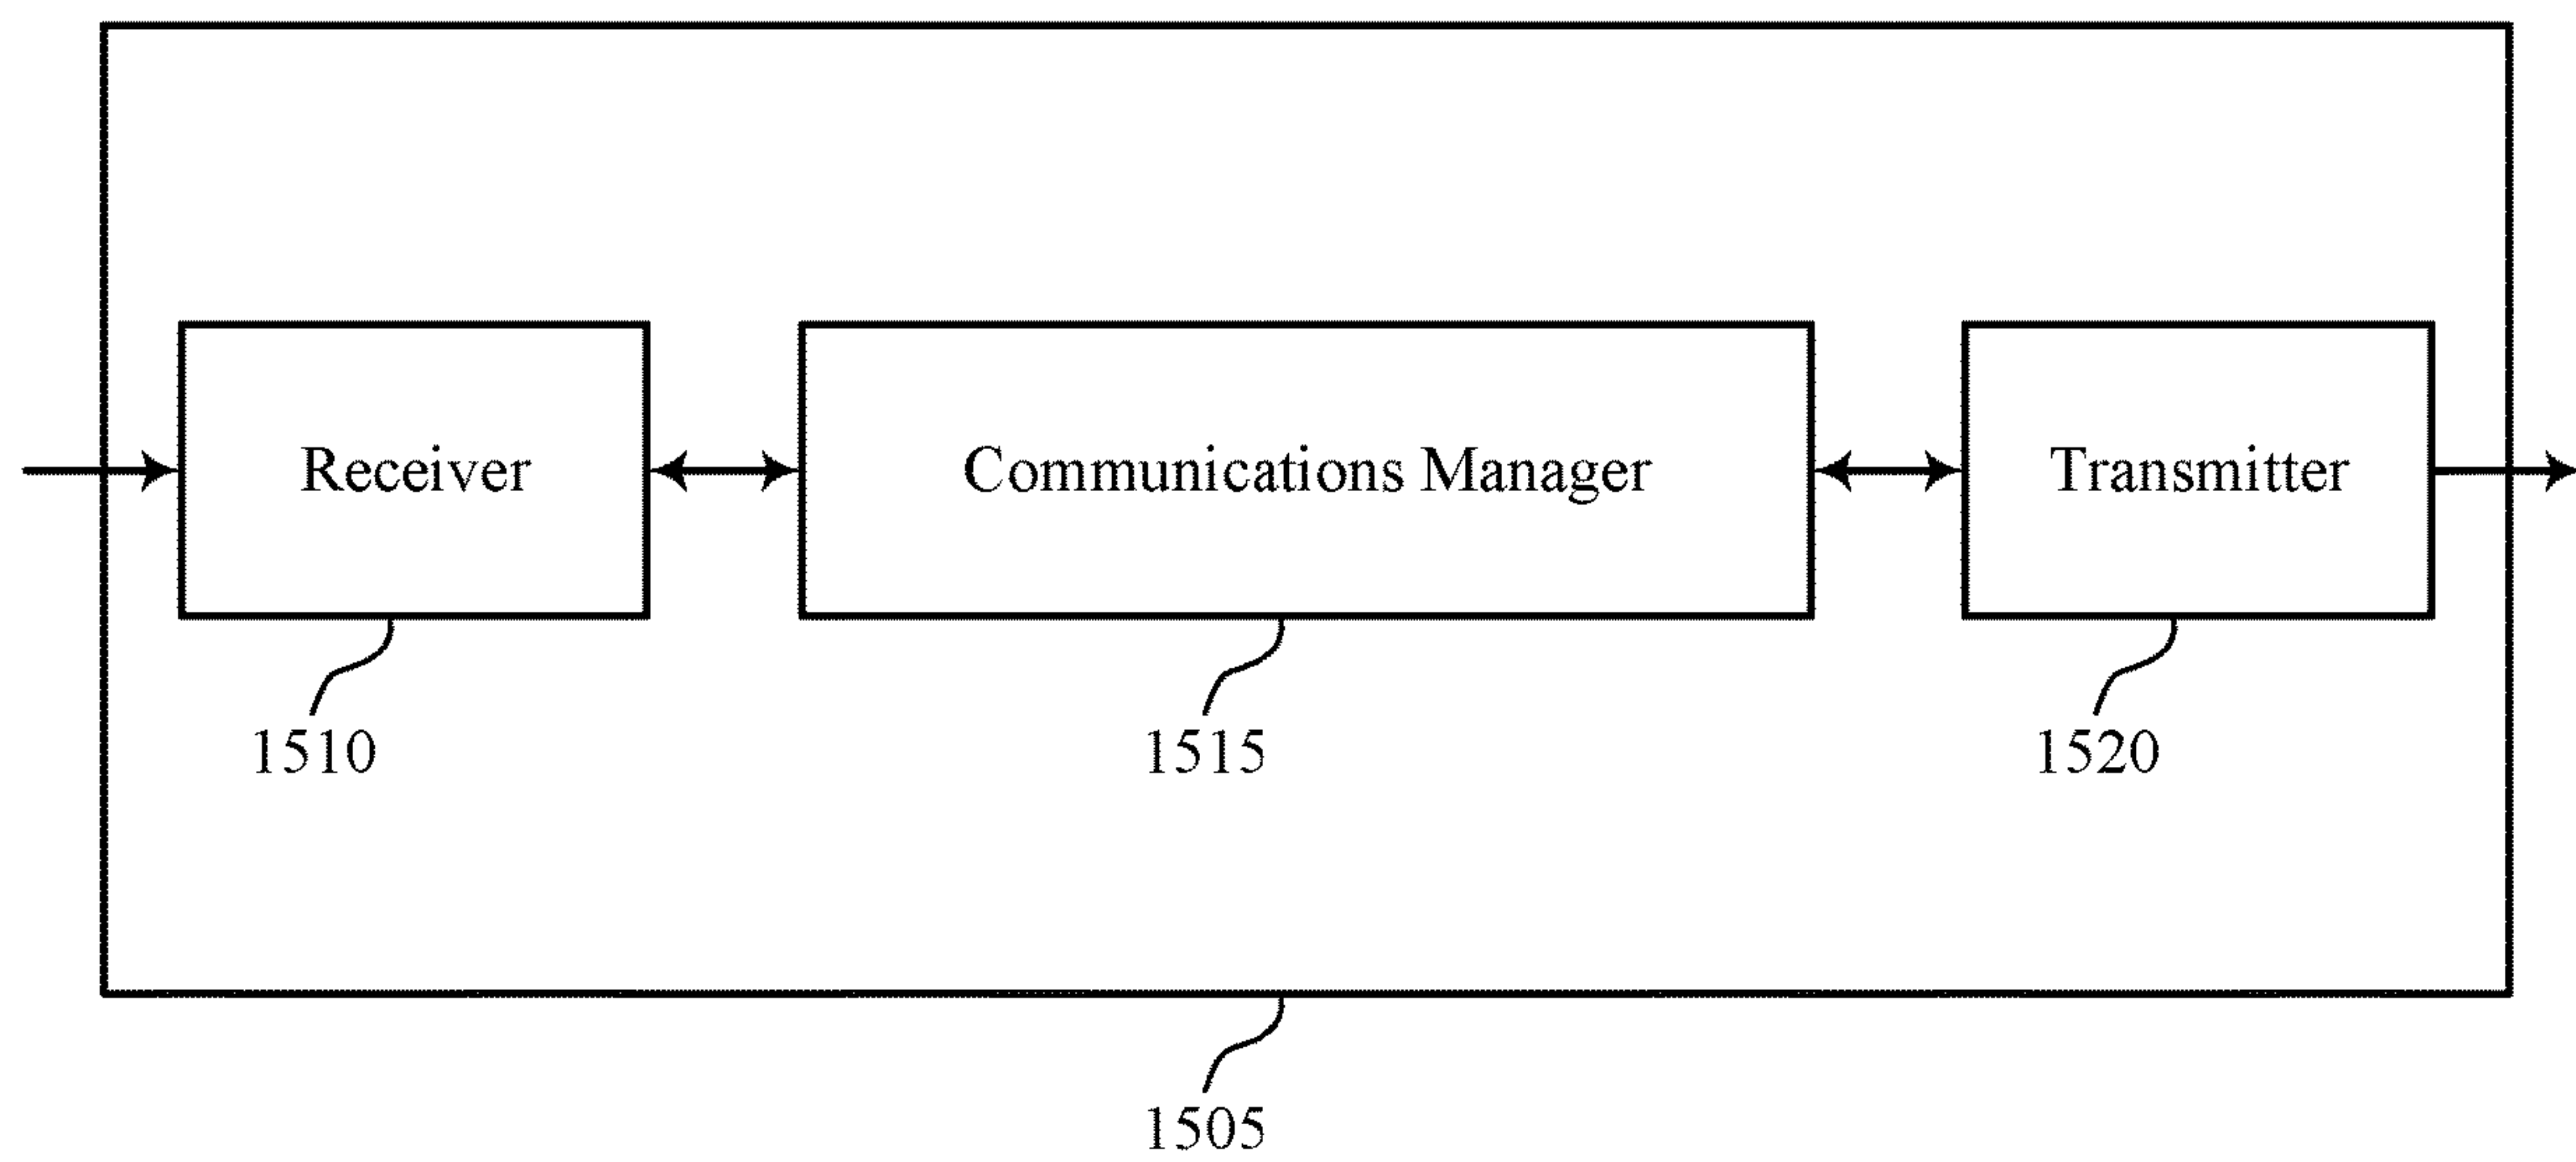 Receiver
Communications Manager
Transmitter
1510
1515
1520
1505